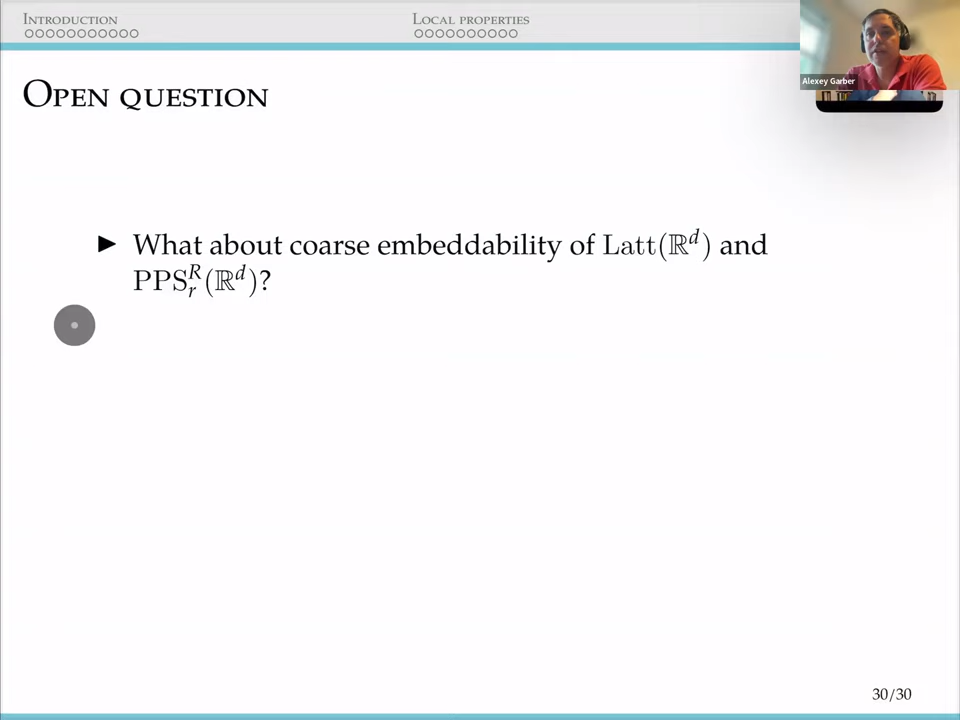 INTRODUCTION
LOCAL PROPERTIES
Alexey Garber
OPEN QUESTION
▶ What about coarse embeddability of Latt(ℝ^d) and
PPS_r^R(ℝ^d)?
30/30